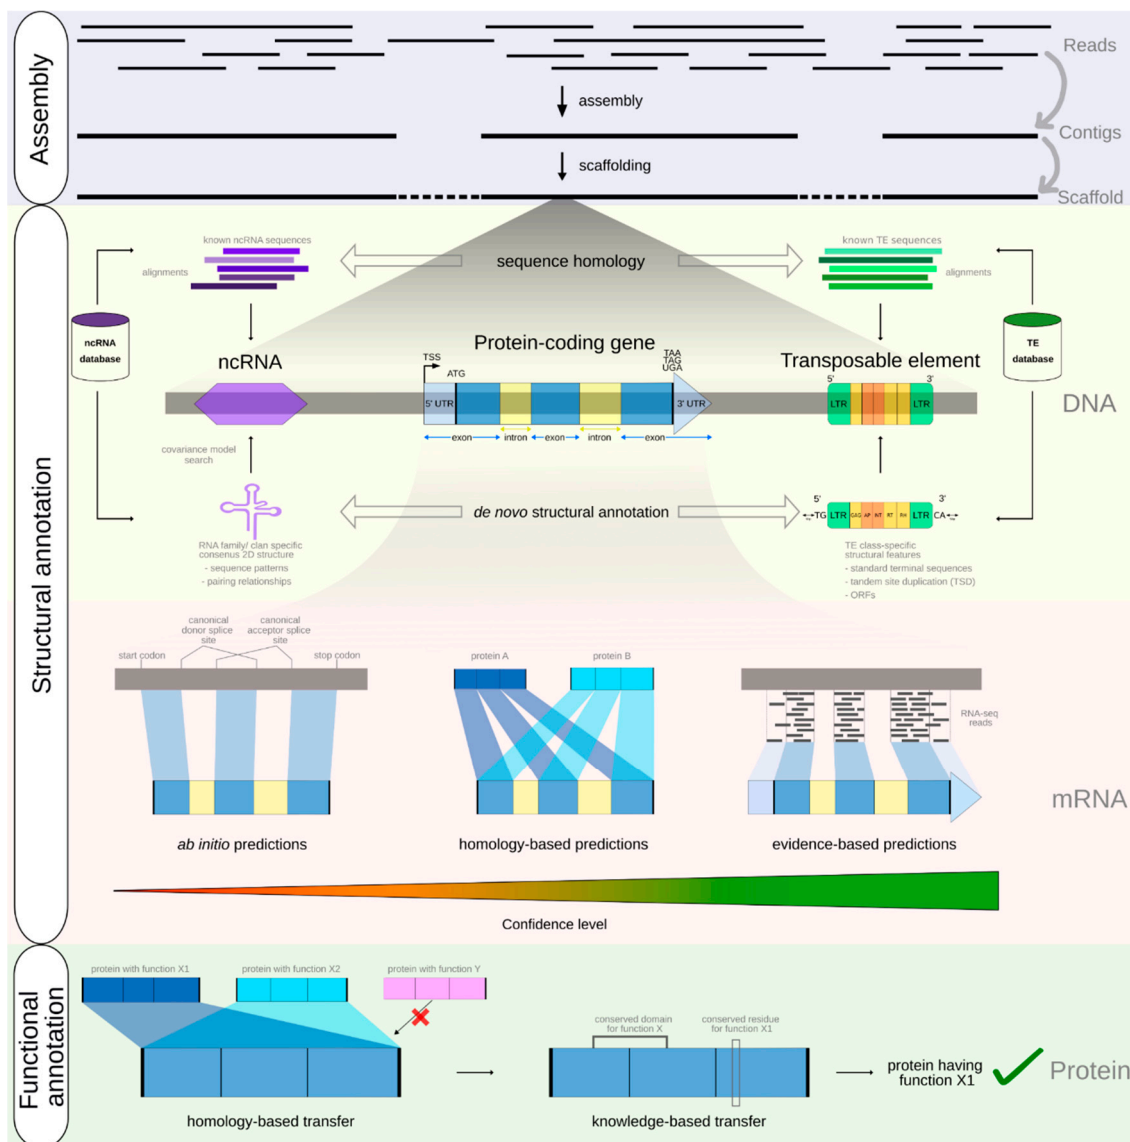 Assembly
Reads
assembly
Contigs
scaffolding
Scaffold
Structural annotation
known ncRNA sequences
alignments
sequence homology
known TE sequences
alignments
ncRNA
database
TE
database
ncRNA
Protein-coding gene
Transposable element
TSS
ATG
TAA
TAG
UGA
5' UTR
3' UTR
5'
3'
LTR
LTR
DNA
exon
intron
exon
intron
exon
covariance model
search
de novo structural annotation
5'
3'
TG
LTR
GAG
AP
INT
RT
RH
LTR
CA
RNA family/ clan specific
consenus 2D structure
- sequence patterns
- pairing relationships
TE class-specific
structural features
- standard terminal sequences
- tandem site duplication (TSD)
- ORFs
start codon
canonical
donor splice
site
canonical
acceptor splice
site
stop codon
protein A
protein B
RNA-seq
reads
mRNA
ab initio predictions
homology-based predictions
evidence-based predictions
Confidence level
Functional
annotation
protein with function X1
protein with function X2
protein with function Y
conserved domain
for function X
conserved residue
for function X1
protein having
function X1
Protein
homology-based transfer
knowledge-based transfer